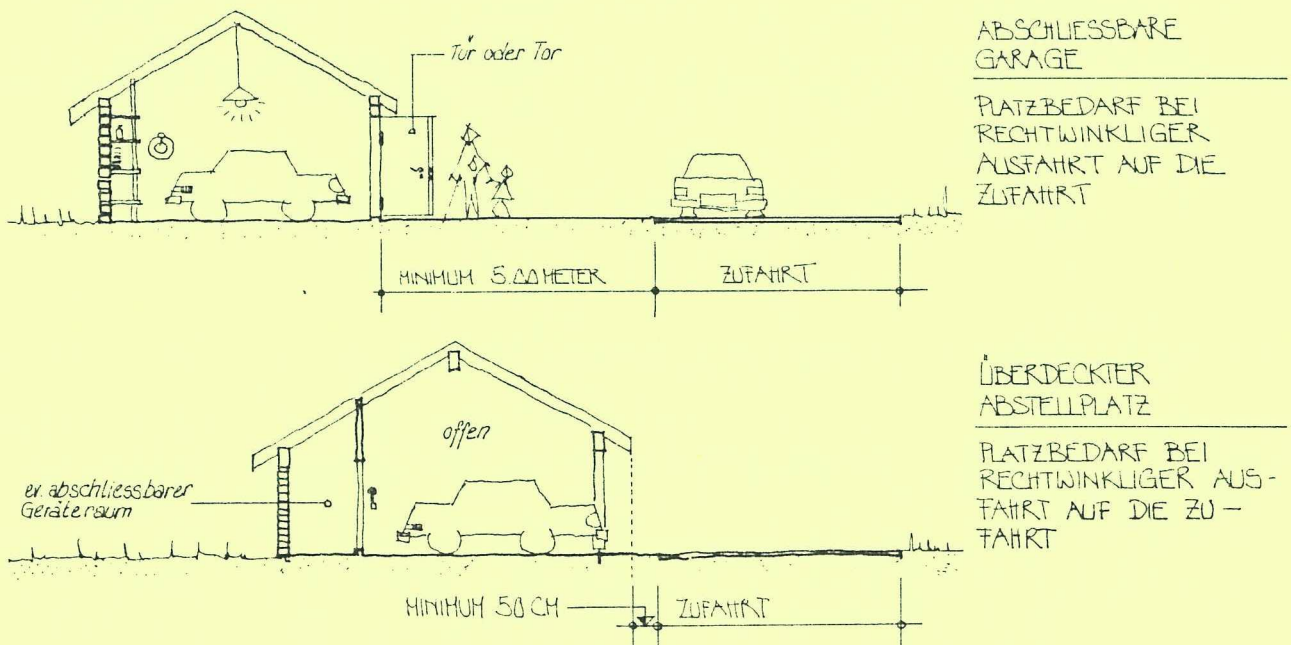 ABSCHLIESSBARE
GARAGE
Tür oder Tor
PLATZBEDARF BEI
RECHTWINKLIGER
AUSFAHRT AUF DIE
ZUFAHRT
MINIMUM 5.00 METER
ZUFAHRT
ÜBERDECKTER
ABSTELLPLATZ
offen
PLATZBEDARF BEI
RECHTWINKLIGER AUS-
FAHRT AUF DIE ZU-
FAHRT
ev. abschliessbarer
Geräteraum
MINIMUM 50 CM
ZUFAHRT